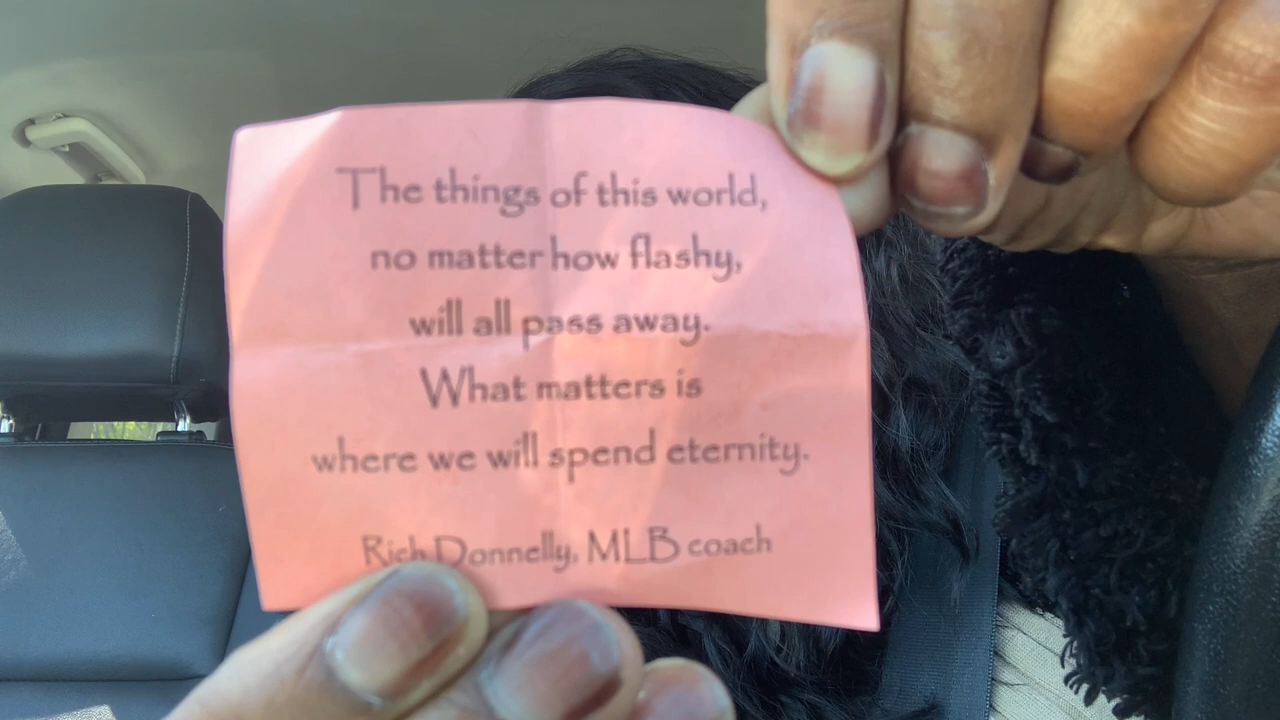 The things of this world,
no matter how flashy,
will all pass away.
What matters is
where we will spend eternity.
Rich Donnelly, MLB coach